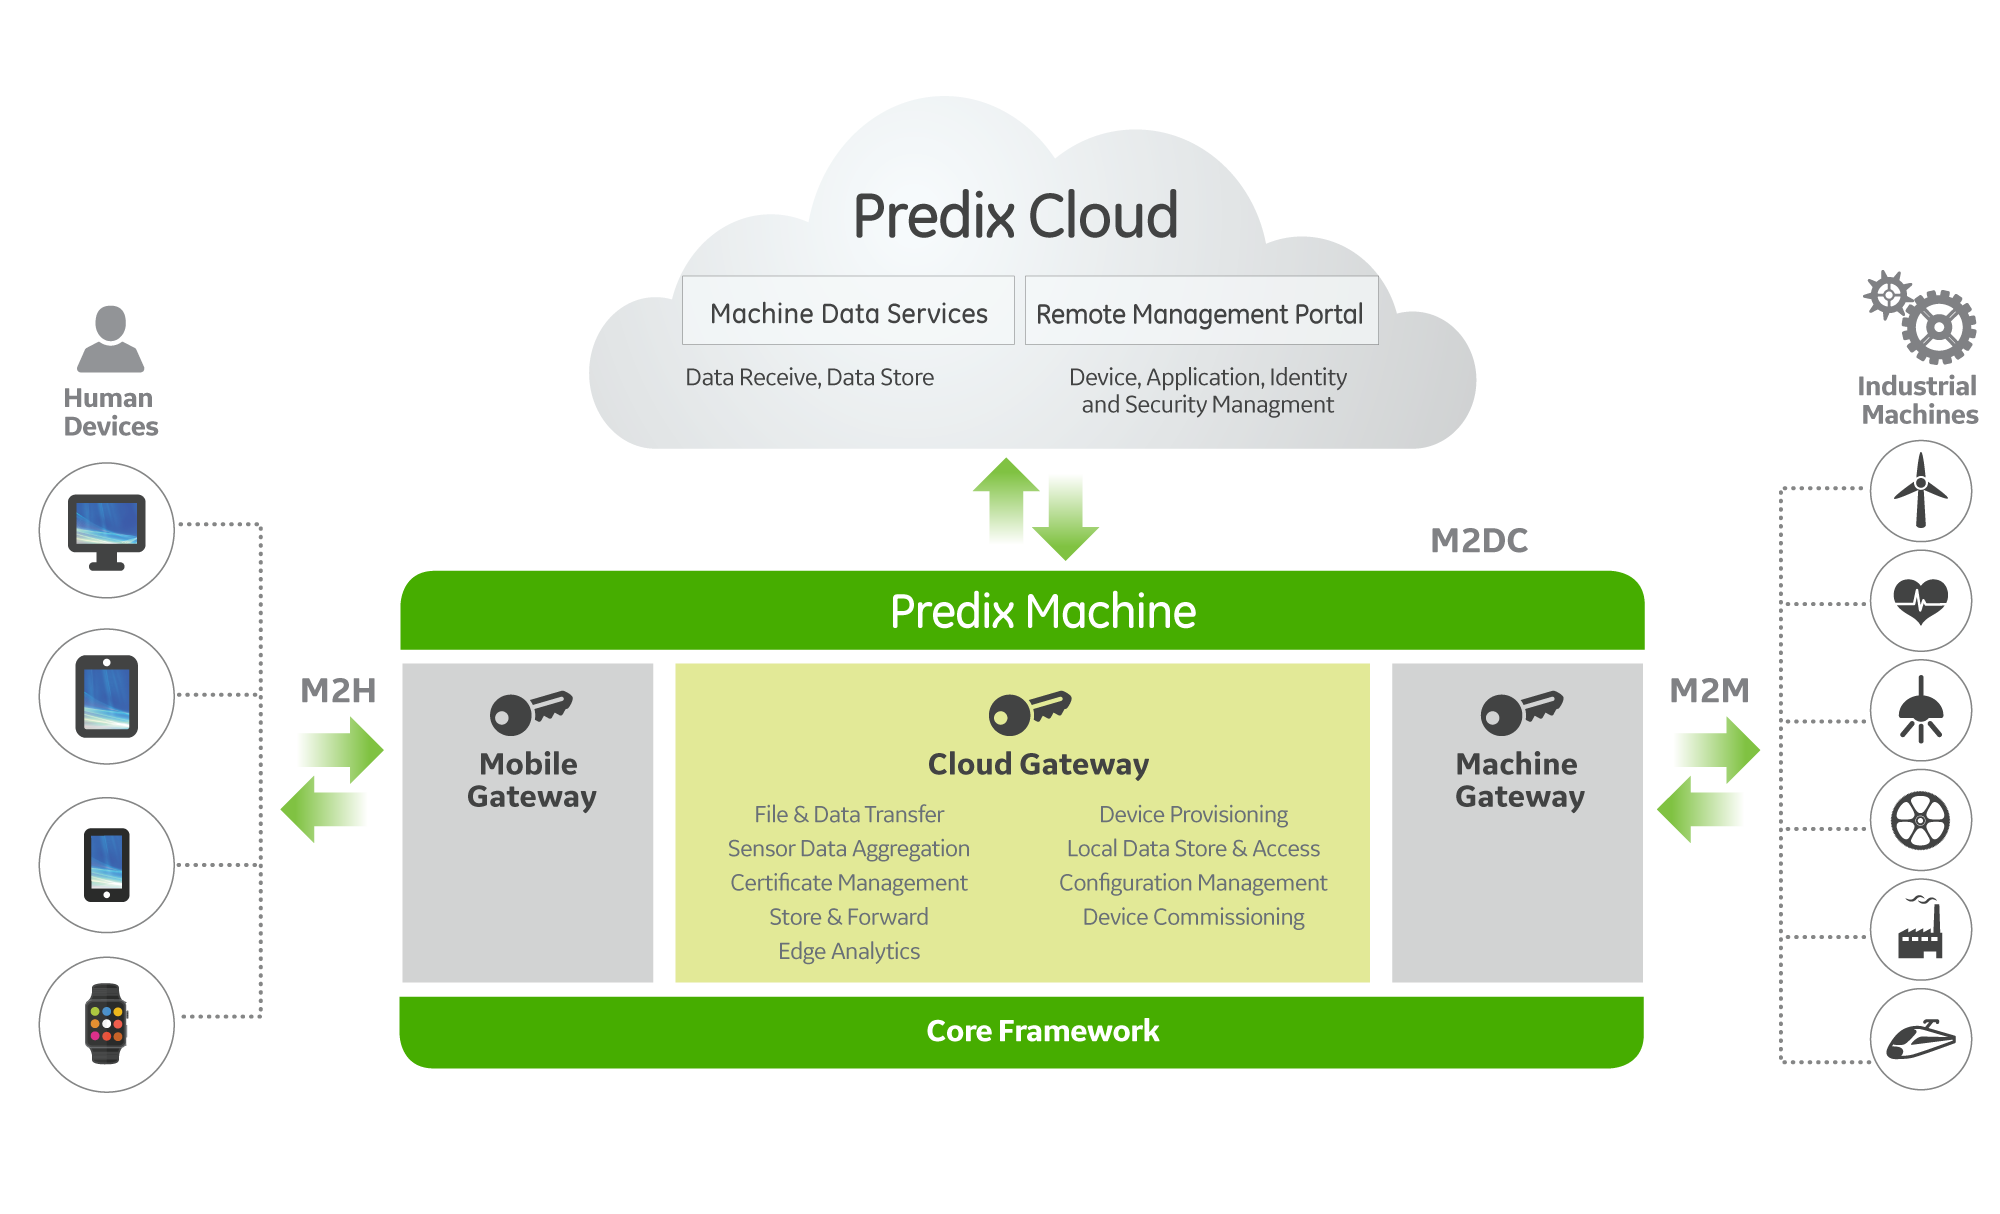 Predix Cloud
Machine Data Services
Remote Management Portal
Data Receive, Data Store
Device, Application, Identity
and Security Managment
Human
Devices
Industrial
Machines
M2DC
Predix Machine
M2H
M2M
Mobile
Gateway
Cloud Gateway
File & Data Transfer
Sensor Data Aggregation
Certificate Management
Store & Forward
Edge Analytics
Device Provisioning
Local Data Store & Access
Configuration Management
Device Commissioning
Machine
Gateway
Core Framework